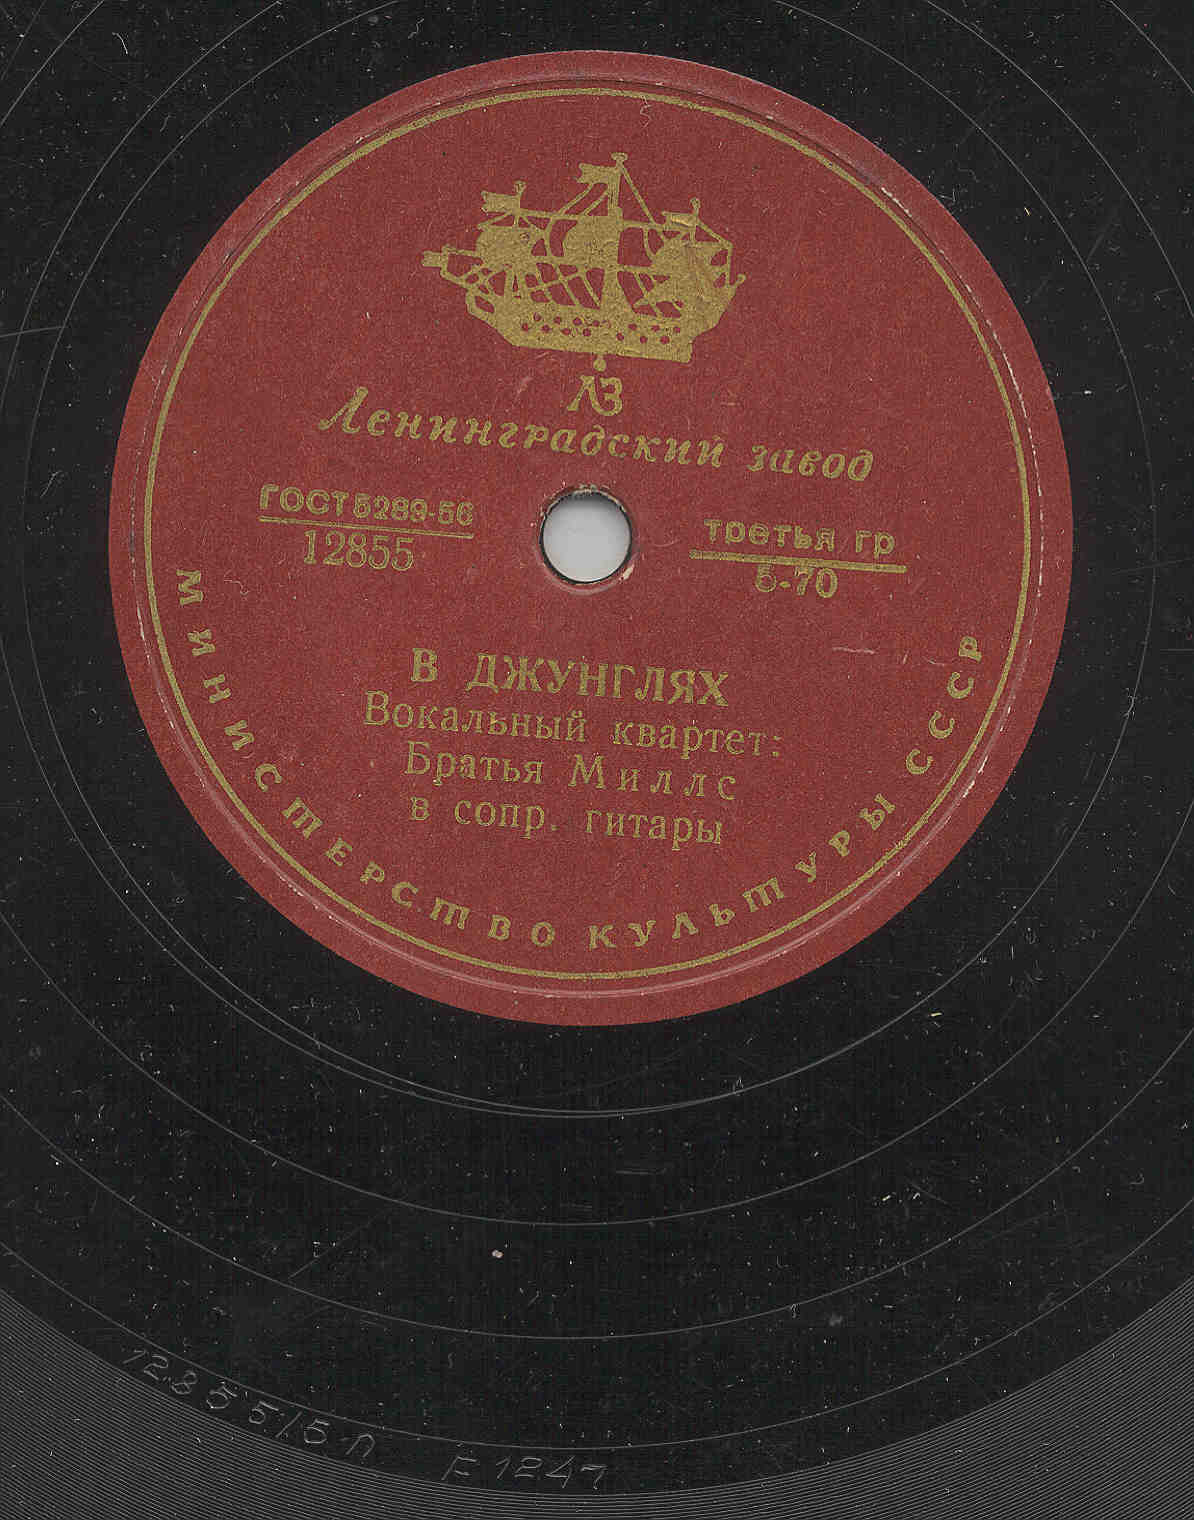 ЛЗ
Ленинградский завод
ГОСТ 5289-56
12855
третья гр
5-70
В ДЖУНГЛЯХ
Вокальный квартет:
Братья Миллс
в сопр. гитары
МИНИСТЕРСТВО КУЛЬТУРЫ СССР
12855/5-П
F 1247